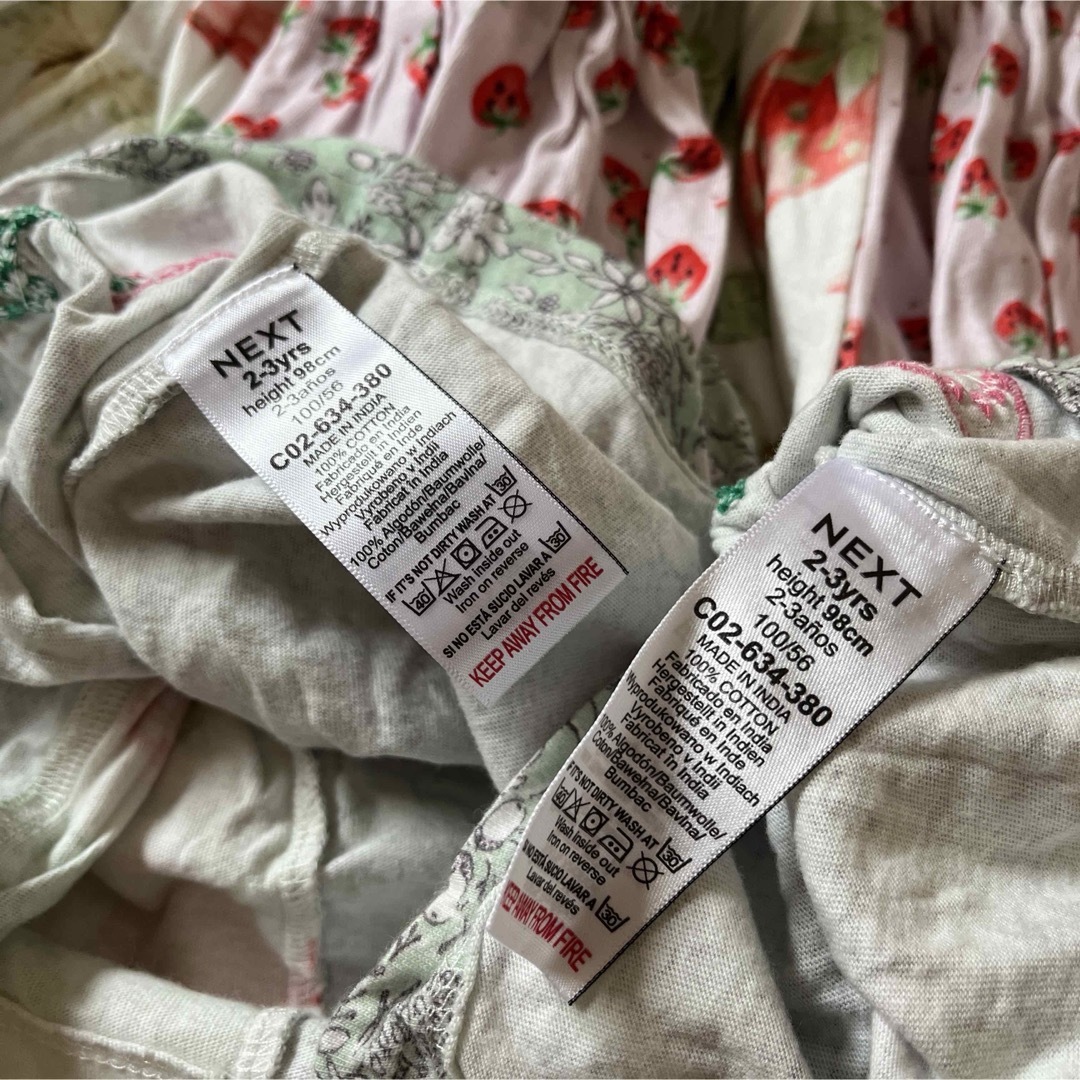 NEXT
2-3yrs
height 98cm
2-3años
100/56
C02-634-380
MADE IN INDIA
100% COTTON
Fabricado en India
Hergestellt in Indien
Fabriqué en Inde
Wyprodukowano w Indiach
Vyrobeno v Indii
Fabricat în India
100% Algodón/Baumwolle/
Coton/Bawełna/Bavlna/
IF IT'S NOT DIRTY WASH AT 30
40
Wash inside out
Iron on reverse
SI NO ESTÁ SUCIO LAVAR A 30
Lavar del revés
KEEP AWAY FROM FIRE
NEXT
2-3yrs
height 98cm
2-3años
100/56
C02-634-380
MADE IN INDIA
100% COTTON
Fabricado en India
Hergestellt in Indien
Fabriqué en Inde
Wyprodukowano w Indiach
Vyrobeno v Indii
Fabricat în India
100% Algodón/Baumwolle/
Coton/Bawełna/Bavlna/
Bumbac
IF IT'S NOT DIRTY WASH AT 30
40
Wash inside out
Iron on reverse
SI NO ESTÁ SUCIO LAVAR A 30
Lavar del revés
KEEP AWAY FROM FIRE